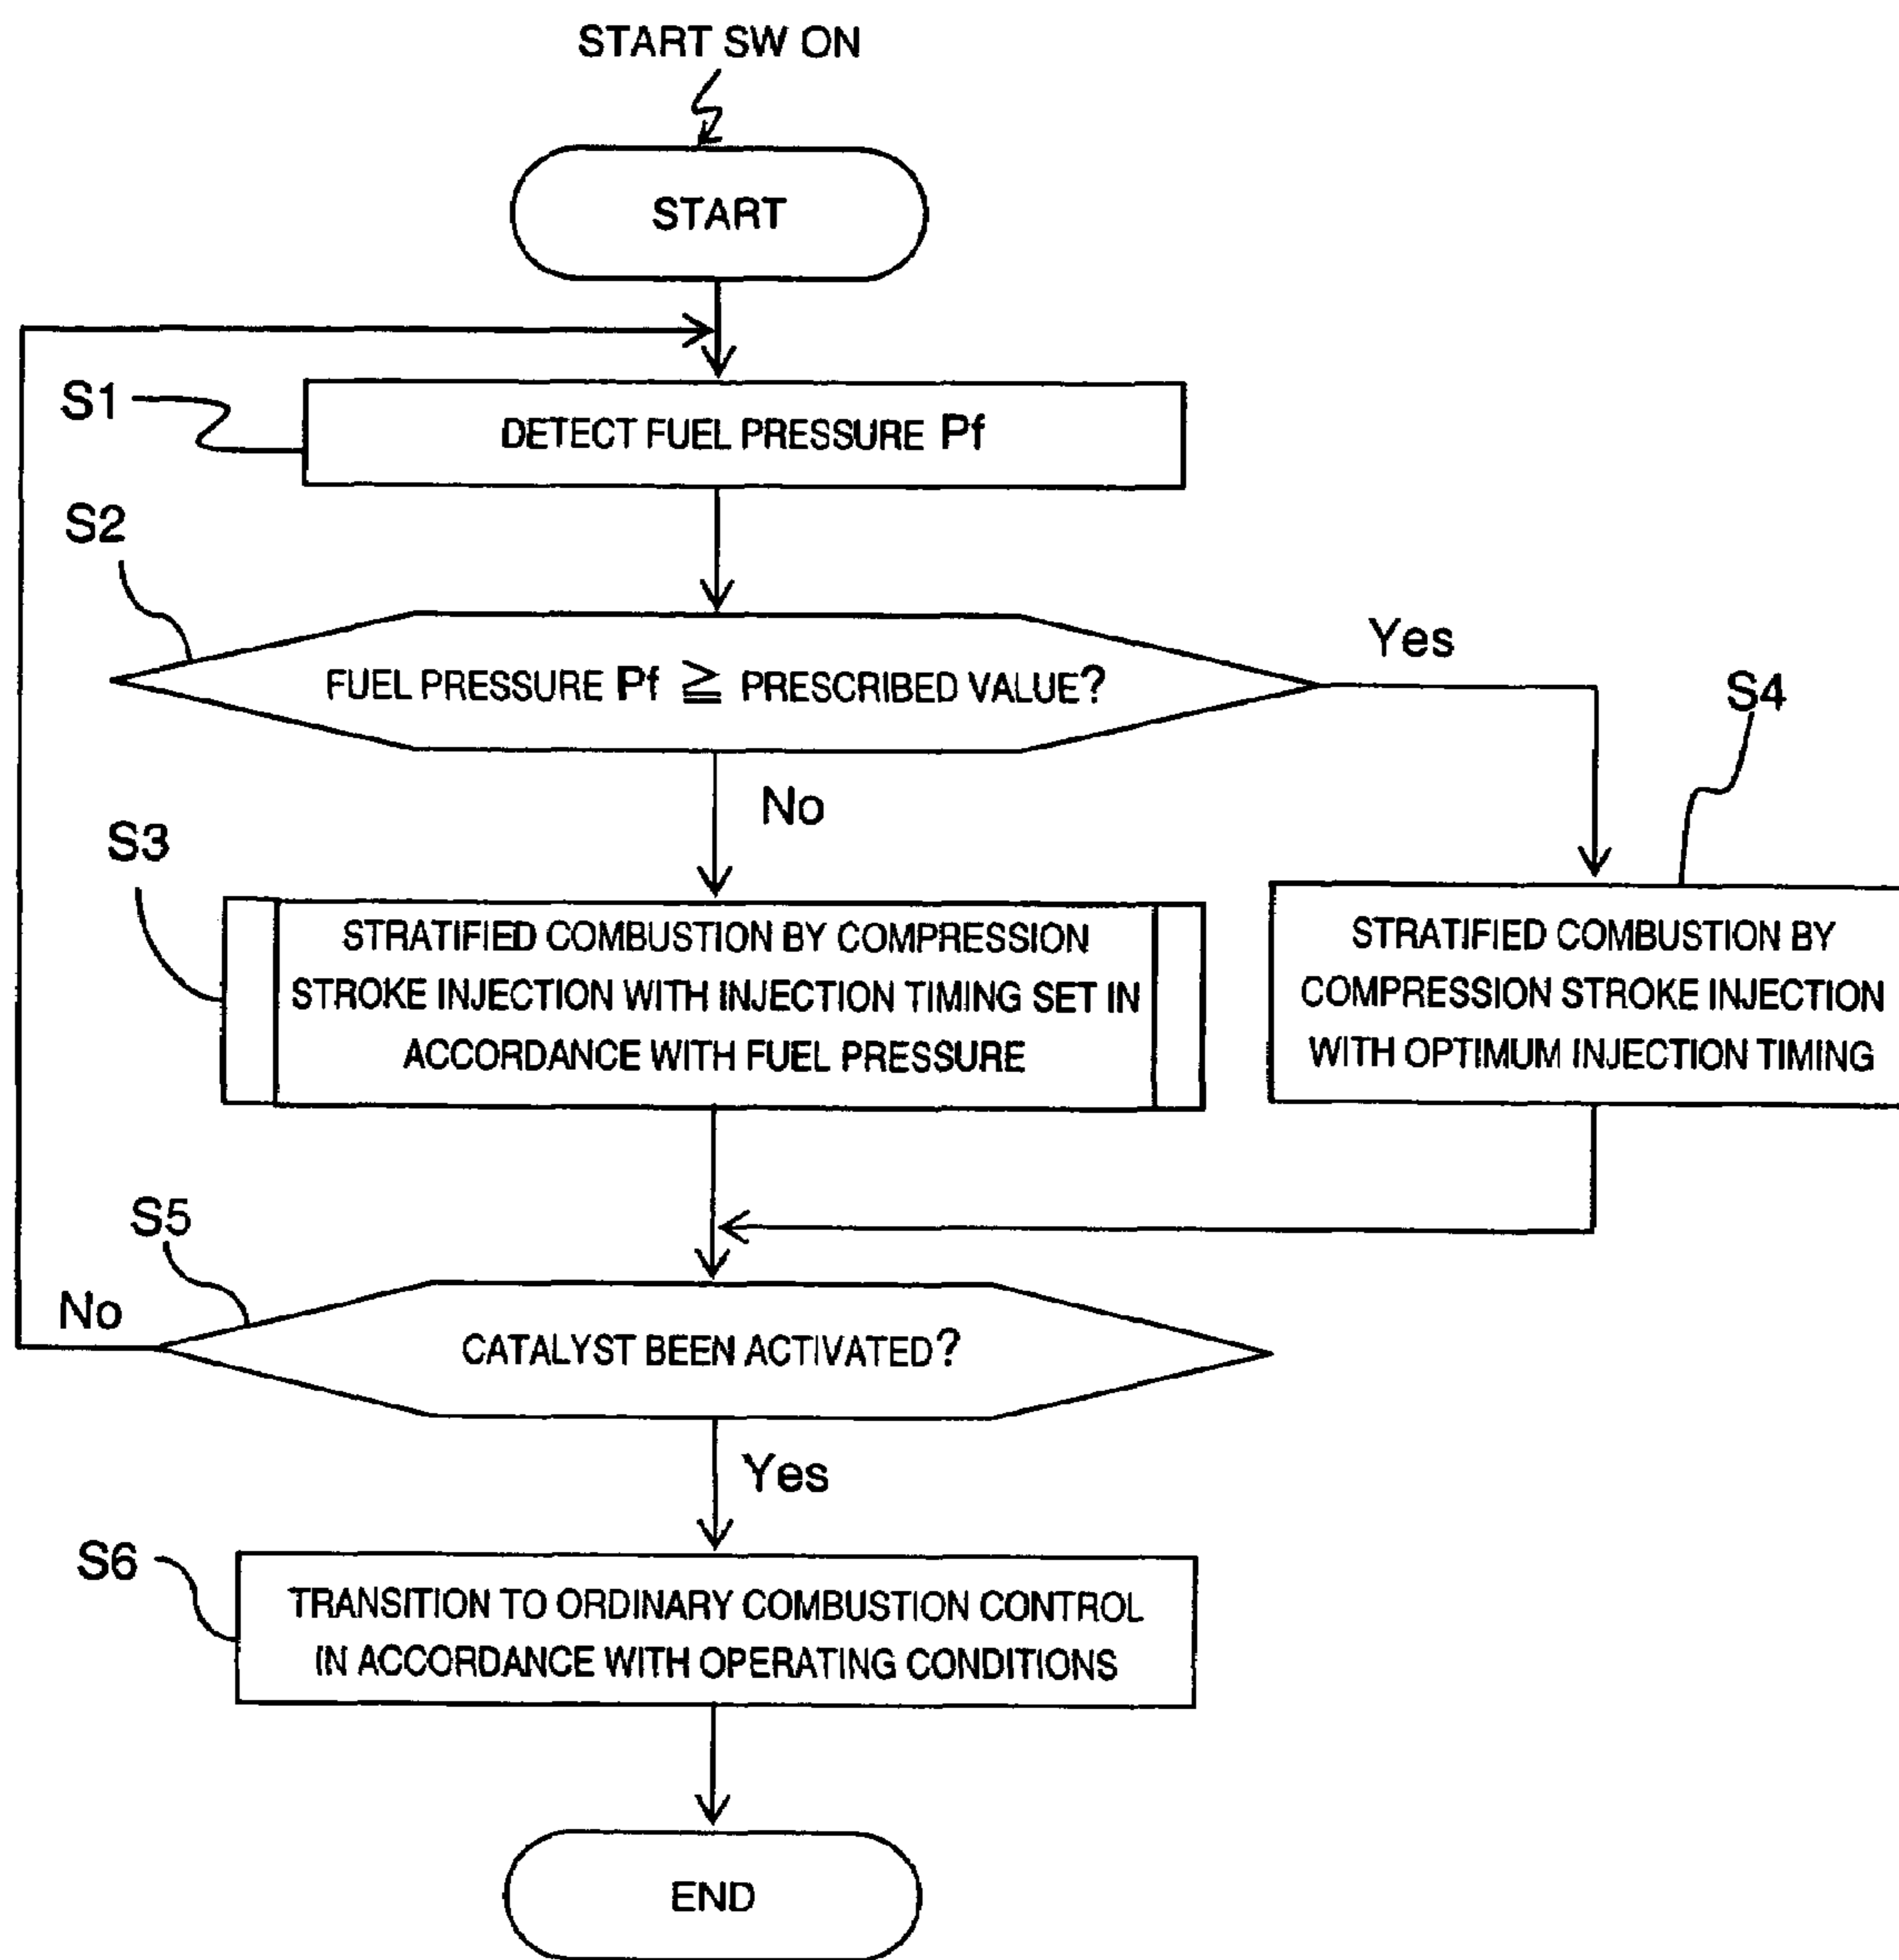 START SW ON
START
S1
DETECT FUEL PRESSURE Pf
S2
FUEL PRESSURE Pf ≧ PRESCRIBED VALUE?
Yes
No
S3
STRATIFIED COMBUSTION BY COMPRESSION
STROKE INJECTION WITH INJECTION TIMING SET IN
ACCORDANCE WITH FUEL PRESSURE
S4
STRATIFIED COMBUSTION BY
COMPRESSION STROKE INJECTION
WITH OPTIMUM INJECTION TIMING
S5
No
CATALYST BEEN ACTIVATED?
Yes
S6
TRANSITION TO ORDINARY COMBUSTION CONTROL
IN ACCORDANCE WITH OPERATING CONDITIONS
END